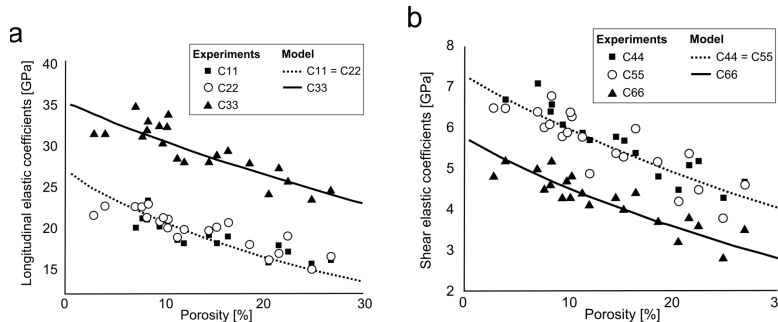 a
Longitudinal elastic coefficients [GPa]
40
35
30
25
20
15
0
10
20
30
Porosity [%]
Experiments Model
C11 C11 = C22
C22 C33
C33
b
Shear elastic coefficients [GPa]
8
7
6
5
4
3
2
0
10
20
3
Porosity [%]
Experiments Model
C44 C44 = C55
C55 C66
C66